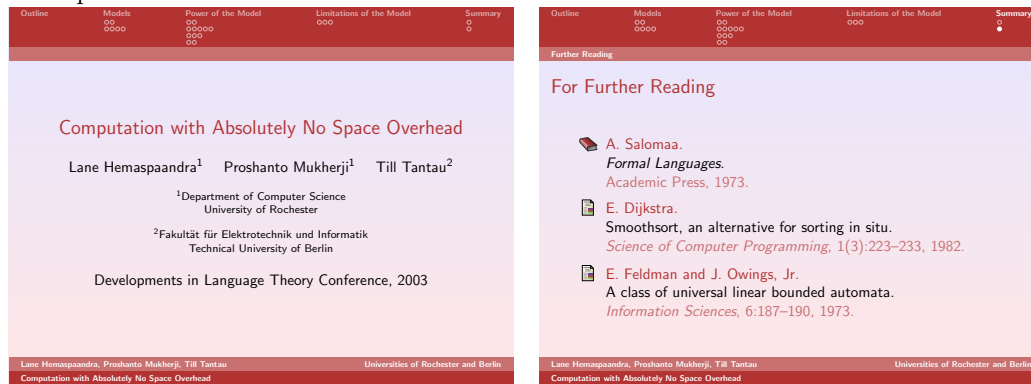 Outline Models Power of the Model Limitations of the Model Summary
Computation with Absolutely No Space Overhead
Lane Hemaspaandra1 Proshanto Mukherji1 Till Tantau2
1Department of Computer Science
University of Rochester
2Fakultät für Elektrotechnik und Informatik
Technical University of Berlin
Developments in Language Theory Conference, 2003
Lane Hemaspaandra, Proshanto Mukherji, Till Tantau Universities of Rochester and Berlin
Computation with Absolutely No Space Overhead
Outline Models Power of the Model Limitations of the Model Summary
Further Reading
For Further Reading
A. Salomaa.
Formal Languages.
Academic Press, 1973.
E. Dijkstra.
Smoothsort, an alternative for sorting in situ.
Science of Computer Programming, 1(3):223–233, 1982.
E. Feldman and J. Owings, Jr.
A class of universal linear bounded automata.
Information Sciences, 6:187–190, 1973.
Lane Hemaspaandra, Proshanto Mukherji, Till Tantau Universities of Rochester and Berlin
Computation with Absolutely No Space Overhead